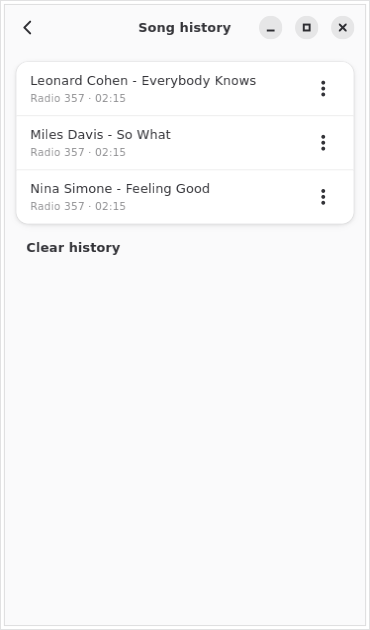 Song history
Leonard Cohen - Everybody Knows
Radio 357 · 02:15
Miles Davis - So What
Radio 357 · 02:15
Nina Simone - Feeling Good
Radio 357 · 02:15
Clear history